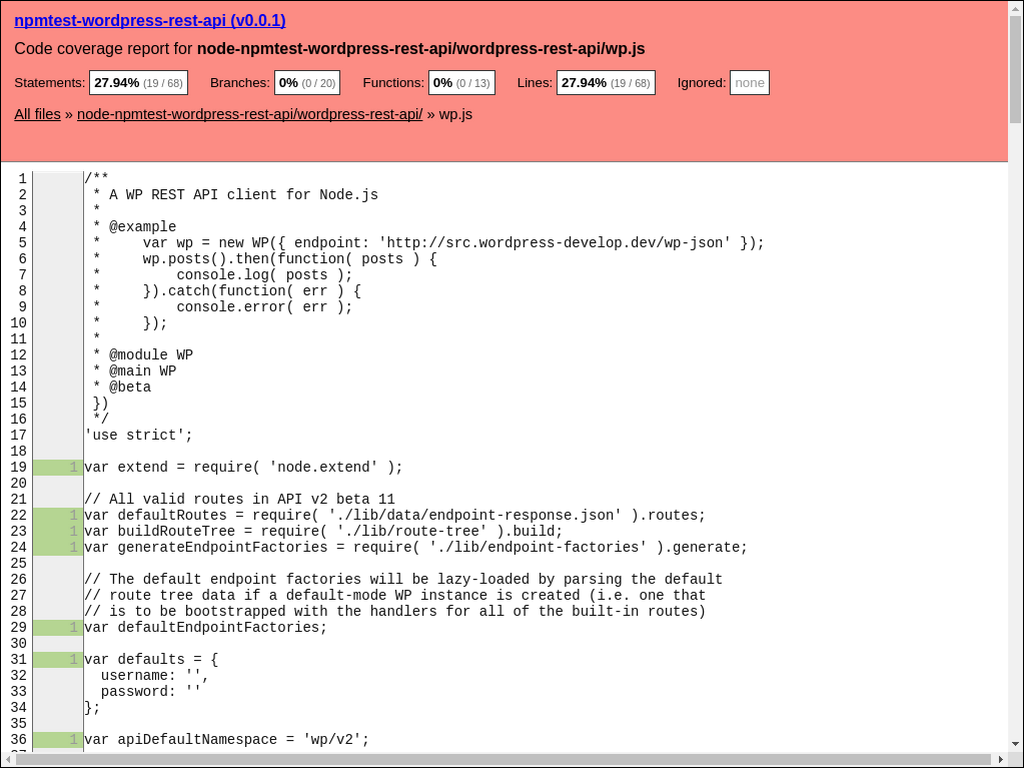 npmtest-wordpress-rest-api (v0.0.1)
Code coverage report for node-npmtest-wordpress-rest-api/wordpress-rest-api/wp.js
Statements: 27.94% (19 / 68) Branches: 0% (0 / 20) Functions: 0% (0 / 13) Lines: 27.94% (19 / 68) Ignored: none
All files » node-npmtest-wordpress-rest-api/wordpress-rest-api/ » wp.js
1 /**
2  * A WP REST API client for Node.js
3  *
4  * @example
5  *     var wp = new WP({ endpoint: 'http://src.wordpress-develop.dev/wp-json' });
6  *     wp.posts().then(function( posts ) {
7  *         console.log( posts );
8  *     }).catch(function( err ) {
9  *         console.error( err );
10  *     });
11  *
12  * @module WP
13  * @main WP
14  * @beta
15  })
16  */
17 'use strict';
18
19 1 var extend = require( 'node.extend' );
20
21 // All valid routes in API v2 beta 11
22 1 var defaultRoutes = require( './lib/data/endpoint-response.json' ).routes;
23 1 var buildRouteTree = require( './lib/route-tree' ).build;
24 1 var generateEndpointFactories = require( './lib/endpoint-factories' ).generate;
25
26 // The default endpoint factories will be lazy-loaded by parsing the default
27 // route tree data if a default-mode WP instance is created (i.e. one that
28 // is to be bootstrapped with the handlers for all of the built-in routes)
29 1 var defaultEndpointFactories;
30
31 1 var defaults = {
32   username: '',
33   password: ''
34 };
35
36 1 var apiDefaultNamespace = 'wp/v2';